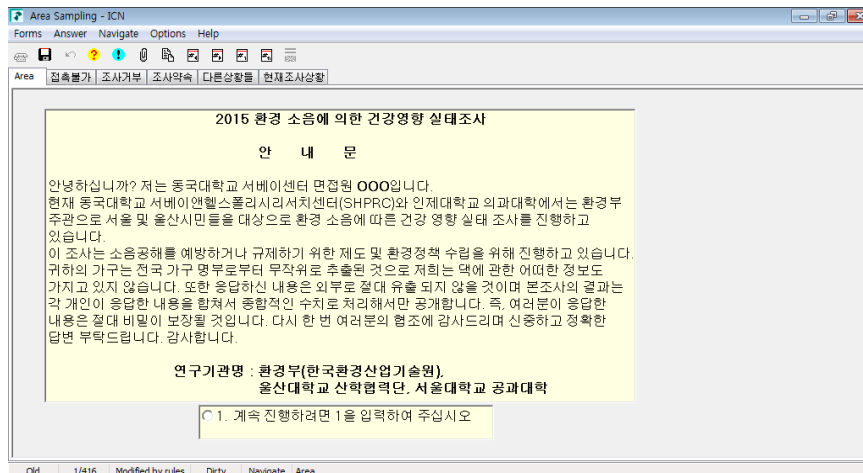 Area Sampling - ICN
Forms Answer Navigate Options Help
Area 접촉불가 조사거부 조사약속 다른상황들 현재조사상황
2015 환경 소음에 의한 건강영향 실태조사
안 내 문
안녕하십니까? 저는 동국대학교 서베이센터 면접원 OOO입니다.
현재 동국대학교 서베이앤헬스폴리시리서치센터(SHPRC)와 인제대학교 의과대학에서는 환경부
주관으로 서울 및 울산시민들을 대상으로 환경 소음에 따른 건강 영향 실태 조사를 진행하고
있습니다.
이 조사는 소음공해를 예방하거나 규제하기 위한 제도 및 환경정책 수립을 위해 진행하고 있습니다.
귀하의 가구는 전국 가구 명부로부터 무작위로 추출된 것으로 저희는 댁에 관한 어떠한 정보도
가지고 있지 않습니다. 또한 응답하신 내용은 외부로 절대 유출 되지 않을 것이며 본조사의 결과는
각 개인이 응답한 내용을 합쳐서 종합적인 수치로 처리해서만 공개합니다. 즉, 여러분이 응답한
내용은 절대 비밀이 보장될 것입니다. 다시 한 번 여러분의 협조에 감사드리며 신중하고 정확한
답변 부탁드립니다. 감사합니다.
연구기관명 : 환경부(한국환경산업기술원),
울산대학교 산학협력단, 서울대학교 공과대학
1. 계속 진행하려면 1을 입력하여 주십시오
Old 1/416 Modified by rules Dirty Navigate Area